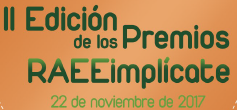 II Edición
de los Premios
RAEEimplícate
22 de noviembre de 2017